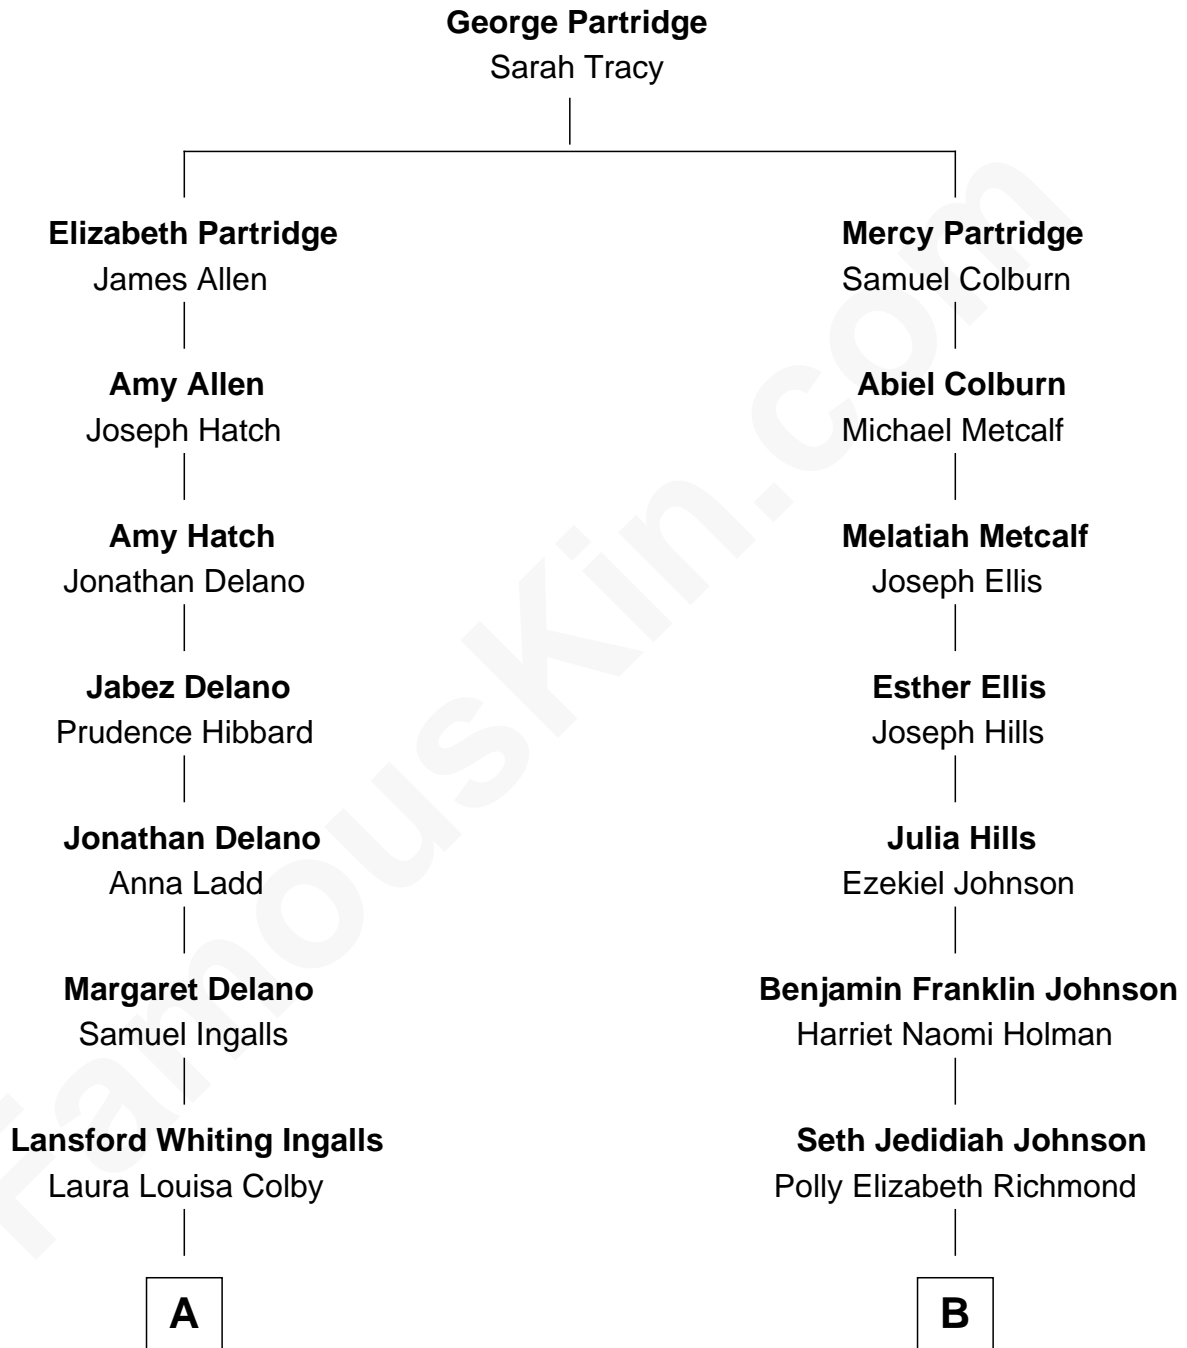 George Partridge
Sarah Tracy
Elizabeth Partridge
James Allen
Mercy Partridge
Samuel Colburn
Amy Allen
Joseph Hatch
Abiel Colburn
Michael Metcalf
Amy Hatch
Jonathan Delano
Melatiah Metcalf
Joseph Ellis
Jabez Delano
Prudence Hibbard
Esther Ellis
Joseph Hills
Jonathan Delano
Anna Ladd
Julia Hills
Ezekiel Johnson
Margaret Delano
Samuel Ingalls
Benjamin Franklin Johnson
Harriet Naomi Holman
Lansford Whiting Ingalls
Laura Louisa Colby
Seth Jedidiah Johnson
Polly Elizabeth Richmond
A
B
FamousKin.com